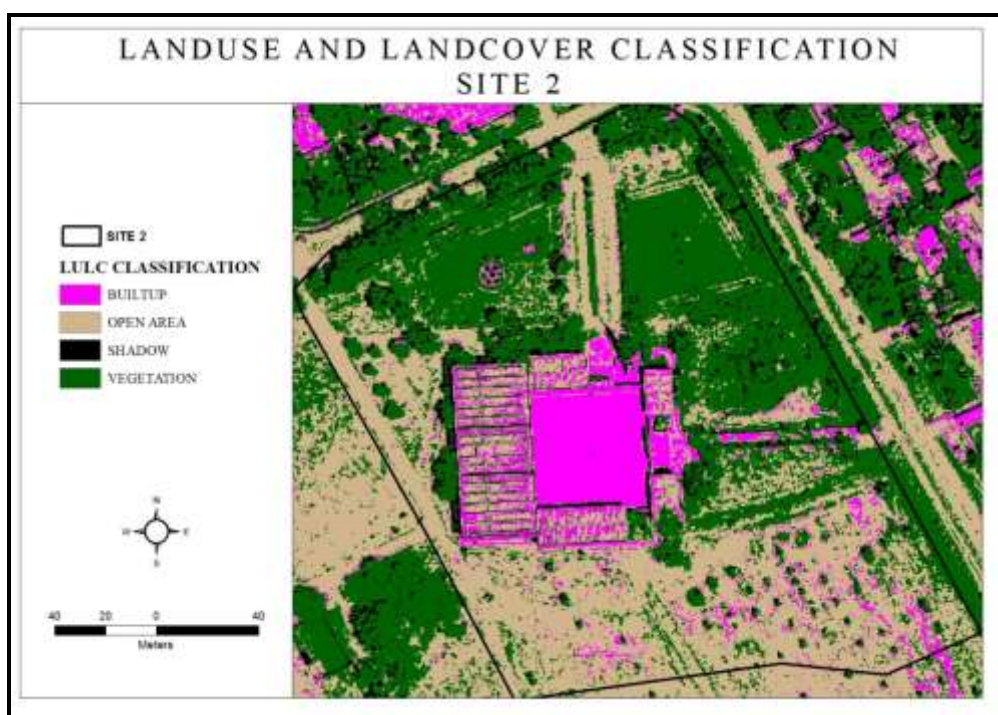 LANDUSE AND LANDCOVER CLASSIFICATION
SITE 2
SITE 2
LULC CLASSIFICATION
BUILTUP
OPEN AREA
SHADOW
VEGETATION
N
W E
S
40 20 0 40
Meters